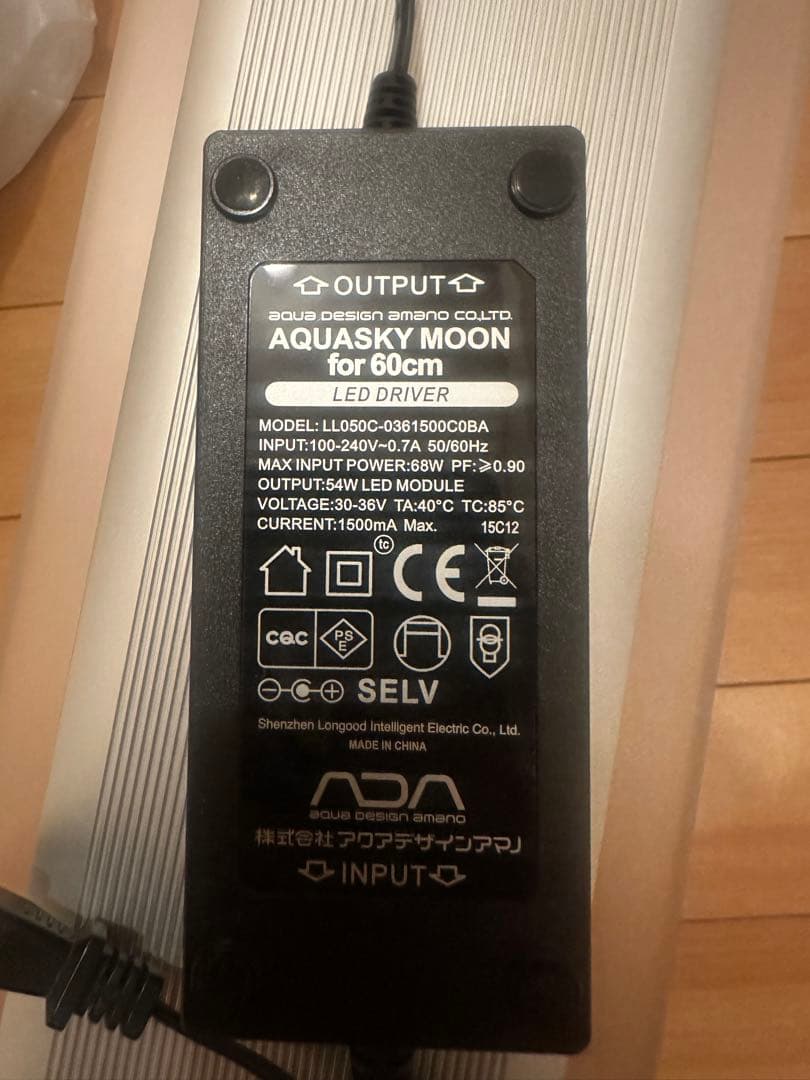 OUTPUT
aqua design amano CO.,LTD.
AQUASKY MOON
for 60cm
LED DRIVER
MODEL: LL050C-0361500C0BA
INPUT:100-240V~0.7A 50/60Hz
MAX INPUT POWER:68W PF:≥0.90
OUTPUT:54W LED MODULE
VOLTAGE:30-36V TA:40°C TC:85°C
CURRENT:1500mA Max. 15C12
tc
CE
CQC PSE
SELV
Shenzhen Longood Intelligent Electric Co., Ltd.
MADE IN CHINA
ADA
aqua design amano
株式会社 アクアデザインアマノ
INPUT